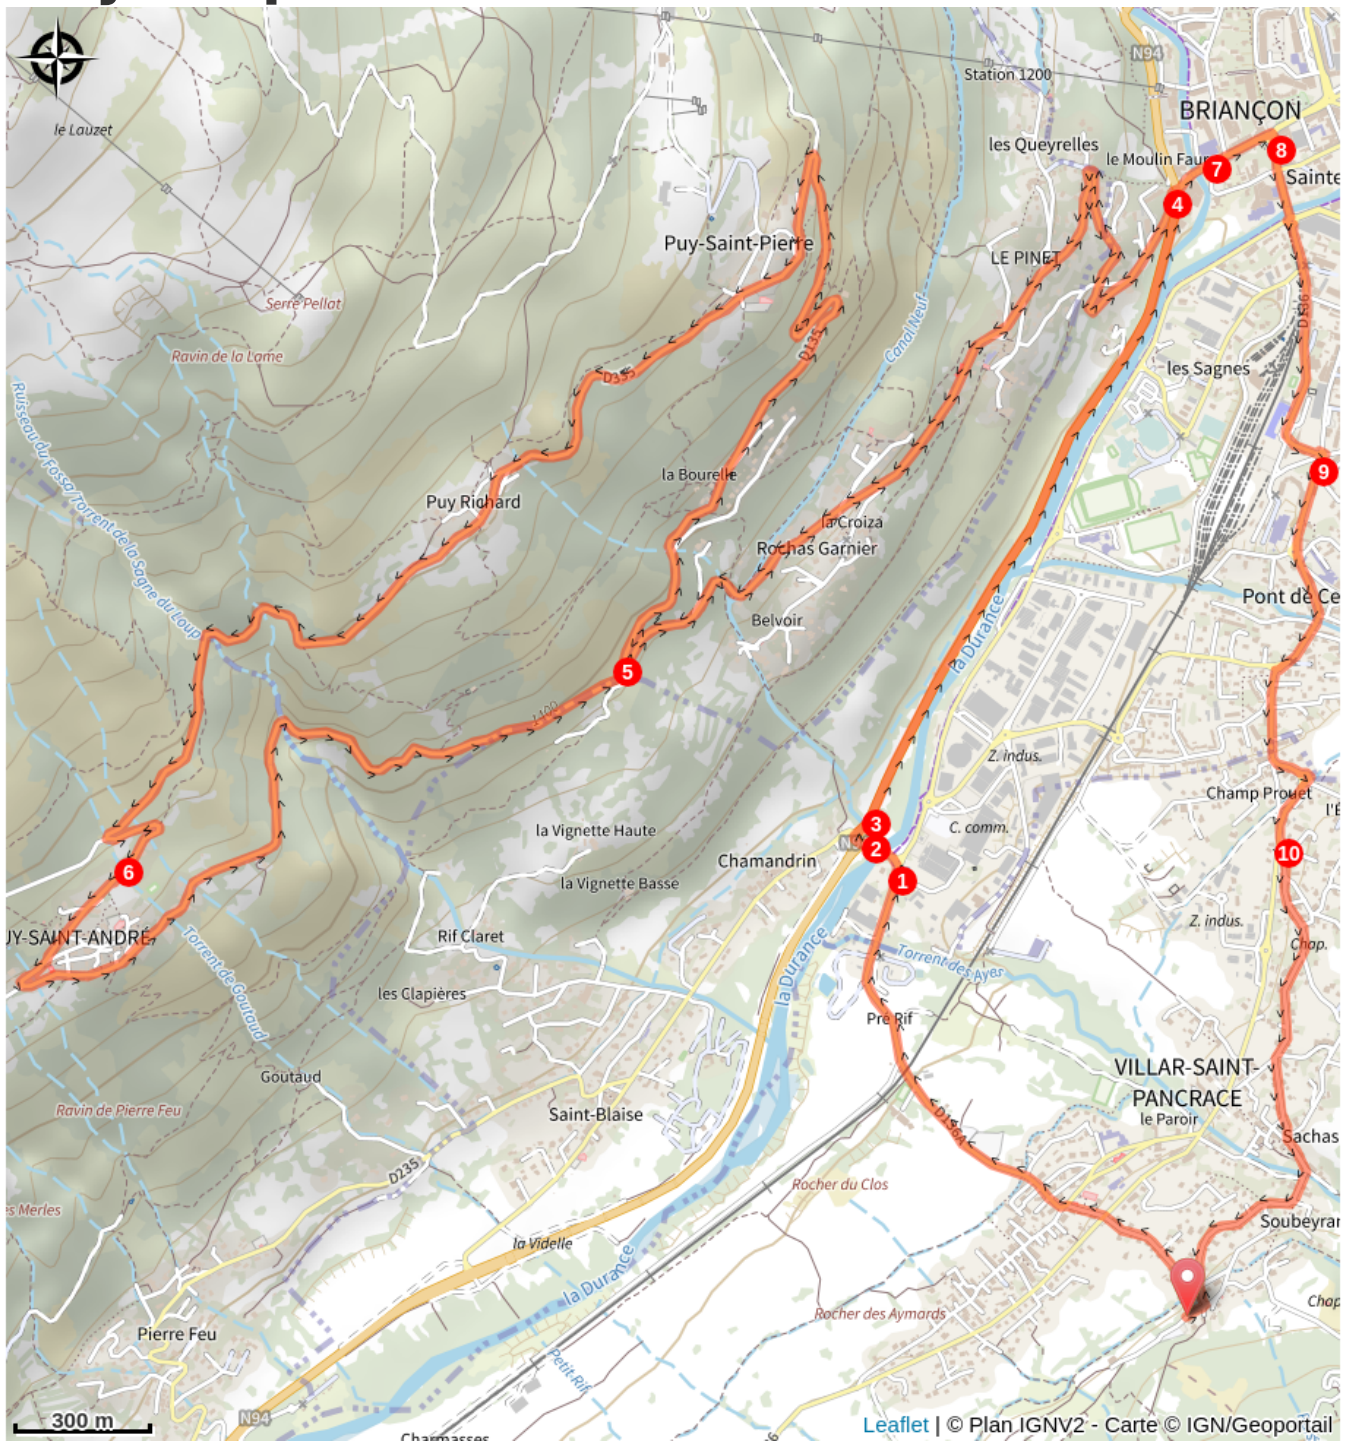 N94
Station 1200
BRIANÇON
le Lauzet
les Queyrelles
le Moulin Faur
7
8
Sainte
4
Puy-Saint-Pierre
LE PINET
Serre Pellat
Canal Neuf
D136
D135
Ravin de la Lame
les Sagnes
D335
Ruisseau du Fossa
Torrent de la Sagne du Loup
la Bourelle
9
Puy Richard
la Croiza
Rochas Garnier
Pont de Ce
Belvoir
la Durance
5
1400
Z. indus.
Champ Prouet
l'É
3
la Vignette Haute
C. comm.
N9
2
Chamandrin
10
6
1
la Vignette Basse
Z. indus.
UY-SAINT-ANDRÉ
Rif Claret
Chap.
Torrent de Goutaud
la Durance
Torrent des Ayes
les Clapières
Pré Rif
Goutaud
VILLAR-SAINT-
PANCRACE
Ravin de Pierre Feu
Saint-Blaise
le Paroir
D136A
Sachas
D235
Rocher du Clos
es Merles
Soubeyran
la Videlle
la Durance
Chap
Rocher des Aymards
Pierre Feu
Petit-Rif
N94
300 m
Leaflet | © Plan IGNV2 - Carte © IGN/Geoportail
Charmasses